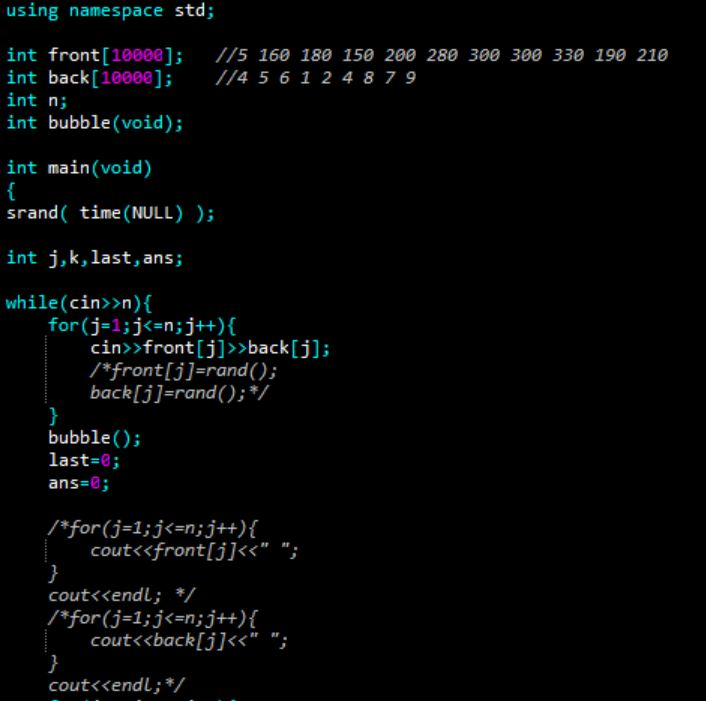 using namespace std;
int front[10000];   //5 160 180 150 200 280 300 300 330 190 210
int back[10000];    //4 5 6 1 2 4 8 7 9
int n;
int bubble(void);
int main(void)
{
srand( time(NULL) );
int j,k,last,ans;
while(cin>>n){
    for(j=1;j<=n;j++){
        cin>>front[j]>>back[j];
        /*front[j]=rand();
        back[j]=rand();*/
    }
    bubble();
    last=0;
    ans=0;
    /*for(j=1;j<=n;j++){
        cout<<front[j]<<" ";
    }
    cout<<endl; */
    /*for(j=1;j<=n;j++){
        cout<<back[j]<<" ";
    }
    cout<<endl;*/